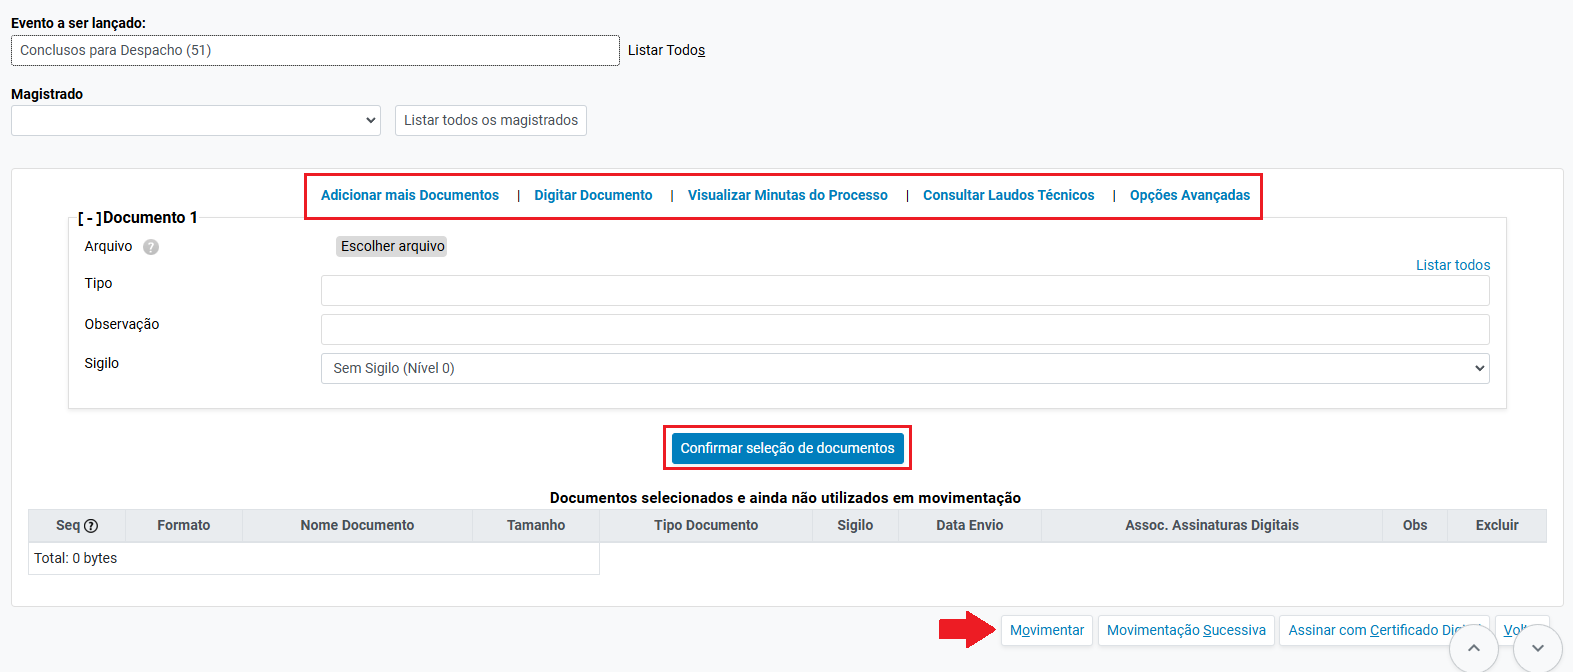 Evento a ser lançado:
Conclusos para Despacho (51)
Listar Todos
Magistrado
Listar todos os magistrados
Adicionar mais Documentos | Digitar Documento | Visualizar Minutas do Processo | Consultar Laudos Técnicos | Opções Avançadas
[ - ]Documento 1
Arquivo ? Escolher arquivo
Listar todos
Tipo
Observação
Sigilo Sem Sigilo (Nível 0)
Confirmar seleção de documentos
Documentos selecionados e ainda não utilizados em movimentação
Seq ? Formato Nome Documento Tamanho Tipo Documento Sigilo Data Envio Assoc. Assinaturas Digitais Obs Excluir
Total: 0 bytes
Movimentar Movimentação Sucessiva Assinar com Certificado